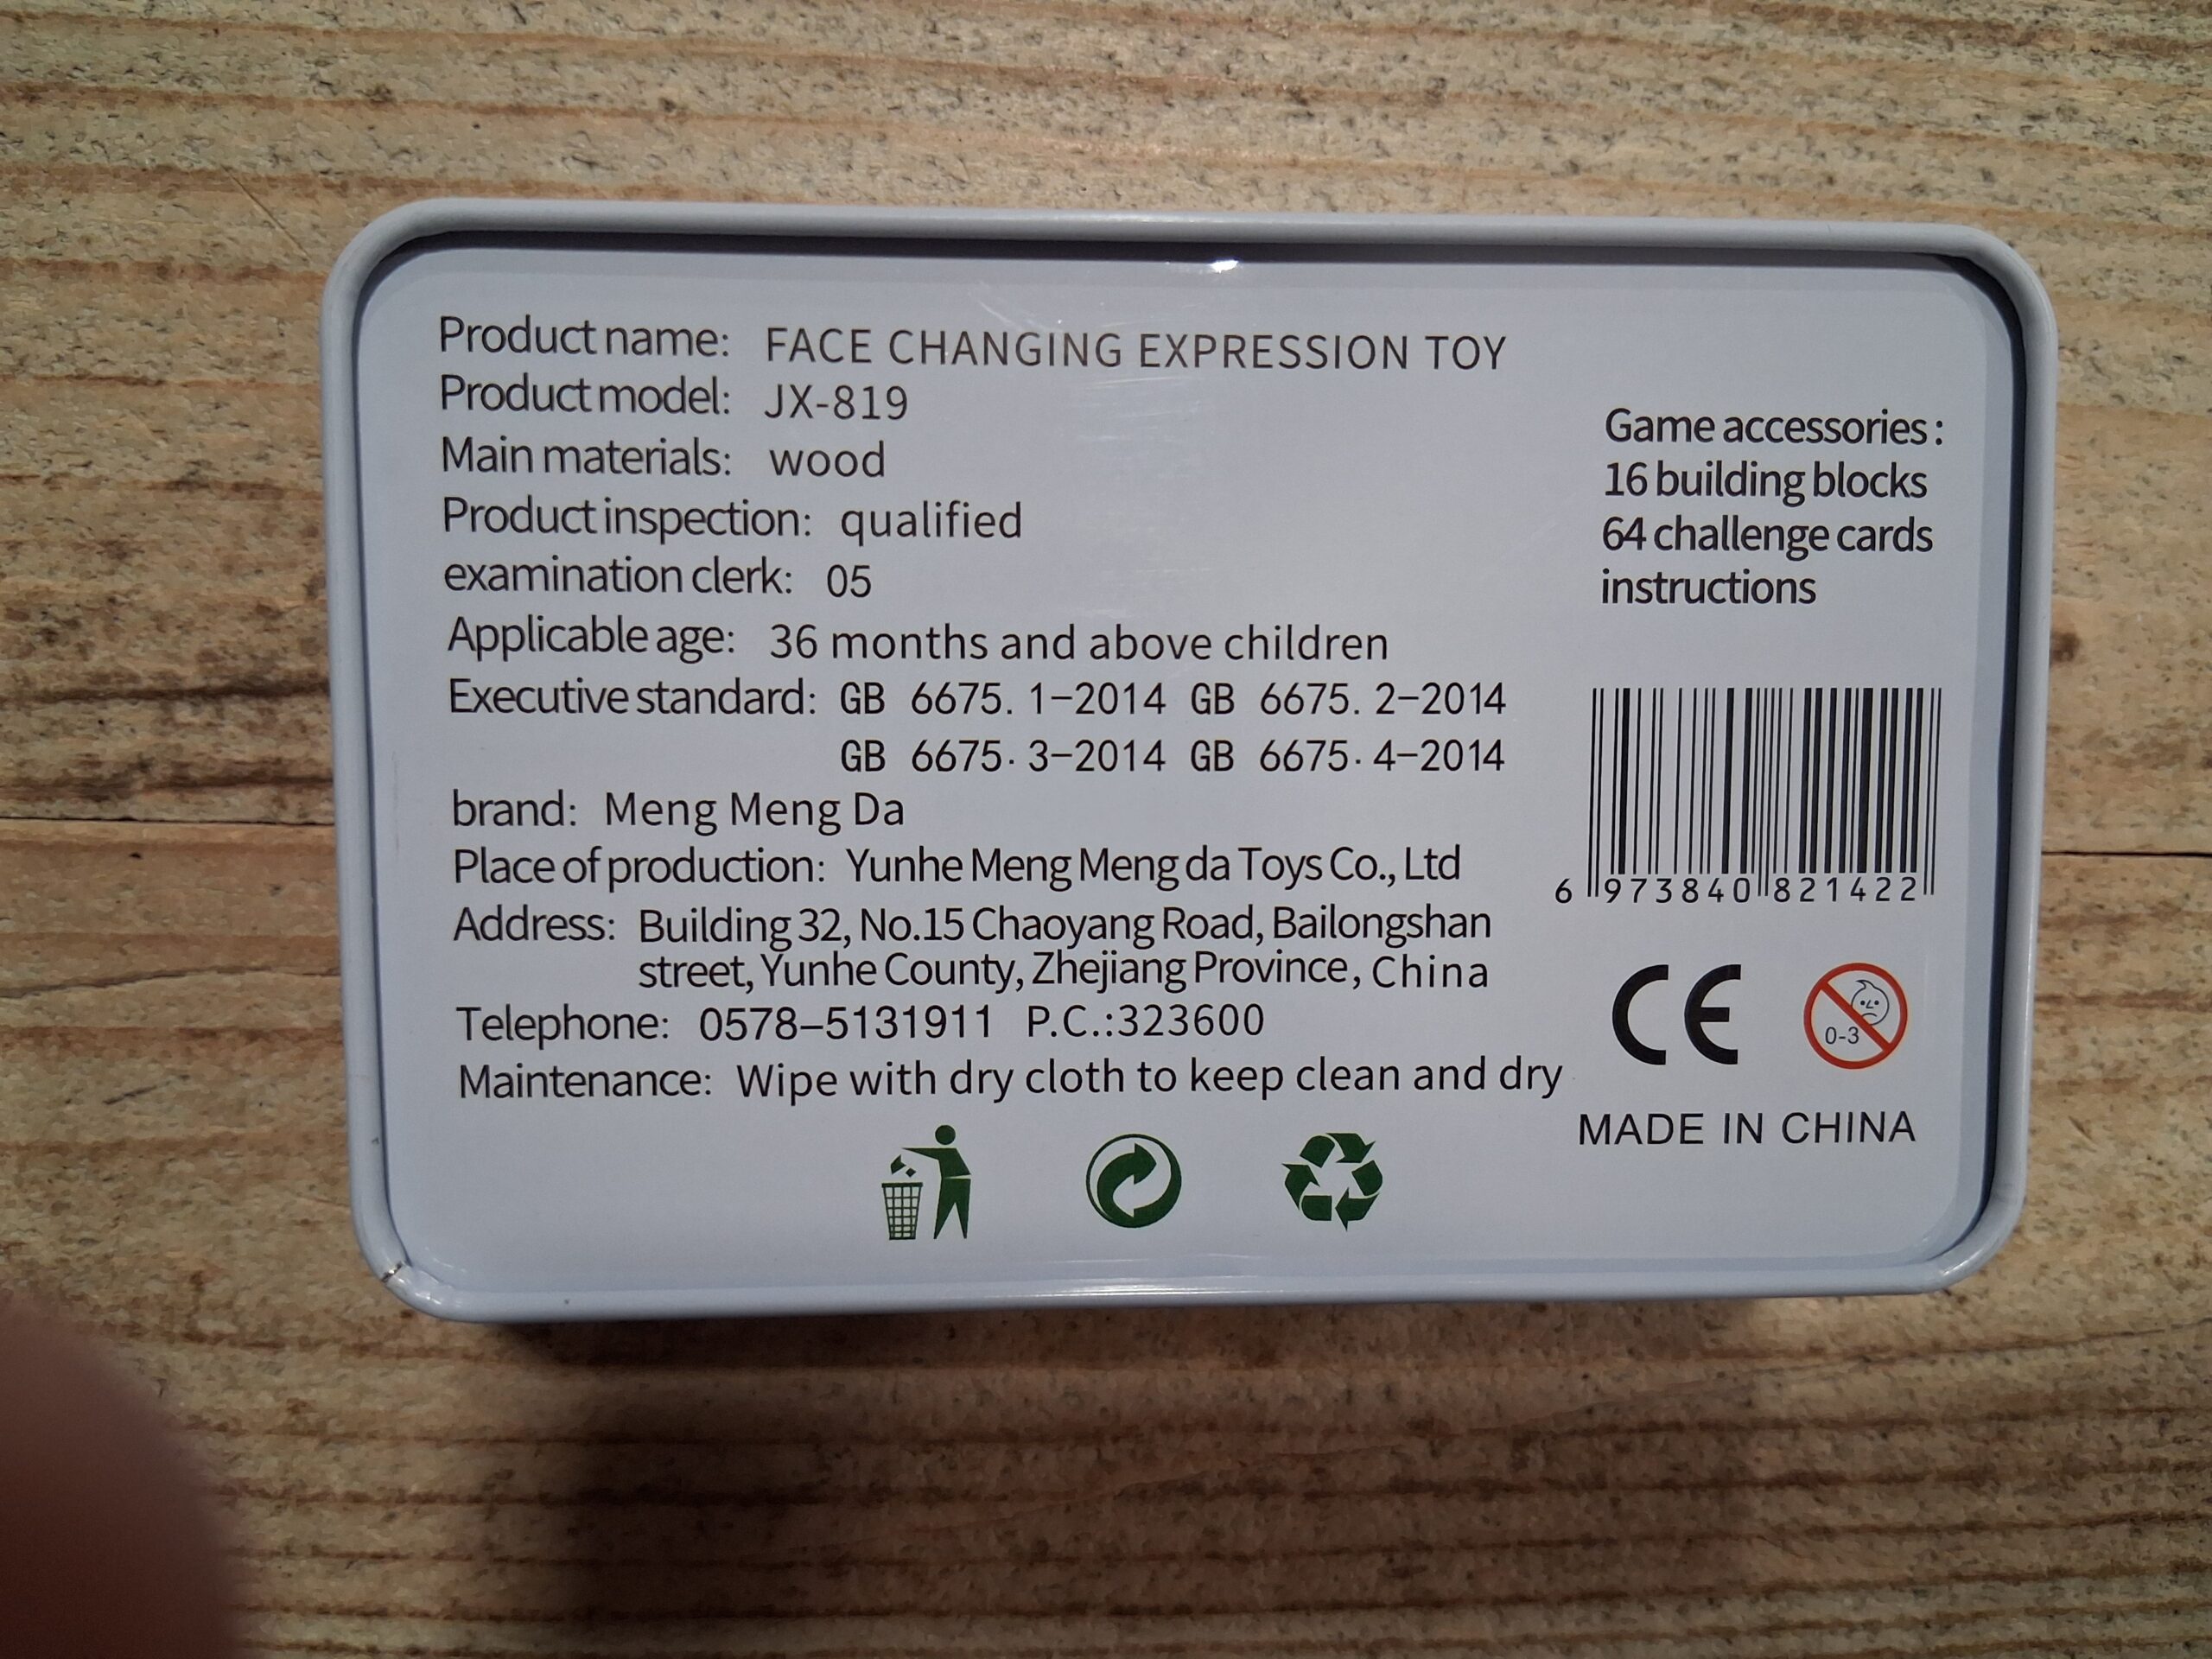 Product name: FACE CHANGING EXPRESSION TOY
Product model: JX-819
Main materials: wood
Product inspection: qualified
examination clerk: 05
Applicable age: 36 months and above children
Executive standard: GB 6675. 1-2014 GB 6675. 2-2014
GB 6675. 3-2014 GB 6675. 4-2014
brand: Meng Meng Da
Place of production: Yunhe Meng Meng da Toys Co., Ltd
Address: Building 32, No.15 Chaoyang Road, Bailongshan
street, Yunhe County, Zhejiang Province, China
Telephone: 0578-5131911 P.C.:323600
Maintenance: Wipe with dry cloth to keep clean and dry
Game accessories:
16 building blocks
64 challenge cards
instructions
6 973840 821422
CE
0-3
MADE IN CHINA